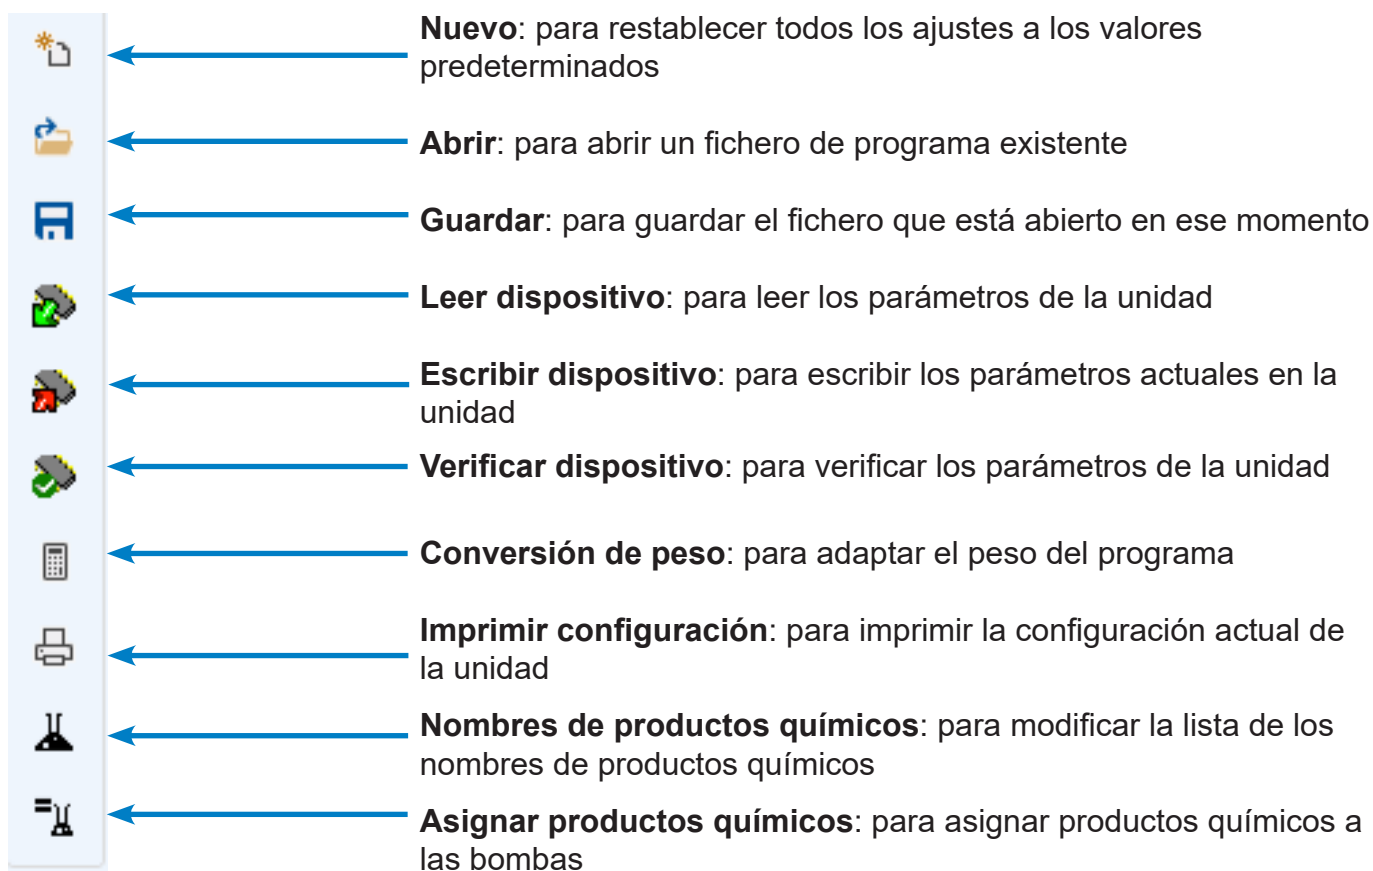 Nuevo: para restablecer todos los ajustes a los valores
predeterminados
Abrir: para abrir un fichero de programa existente
Guardar: para guardar el fichero que está abierto en ese momento
Leer dispositivo: para leer los parámetros de la unidad
Escribir dispositivo: para escribir los parámetros actuales en la
unidad
Verificar dispositivo: para verificar los parámetros de la unidad
Conversión de peso: para adaptar el peso del programa
Imprimir configuración: para imprimir la configuración actual de
la unidad
Nombres de productos químicos: para modificar la lista de los
nombres de productos químicos
Asignar productos químicos: para asignar productos químicos a
las bombas